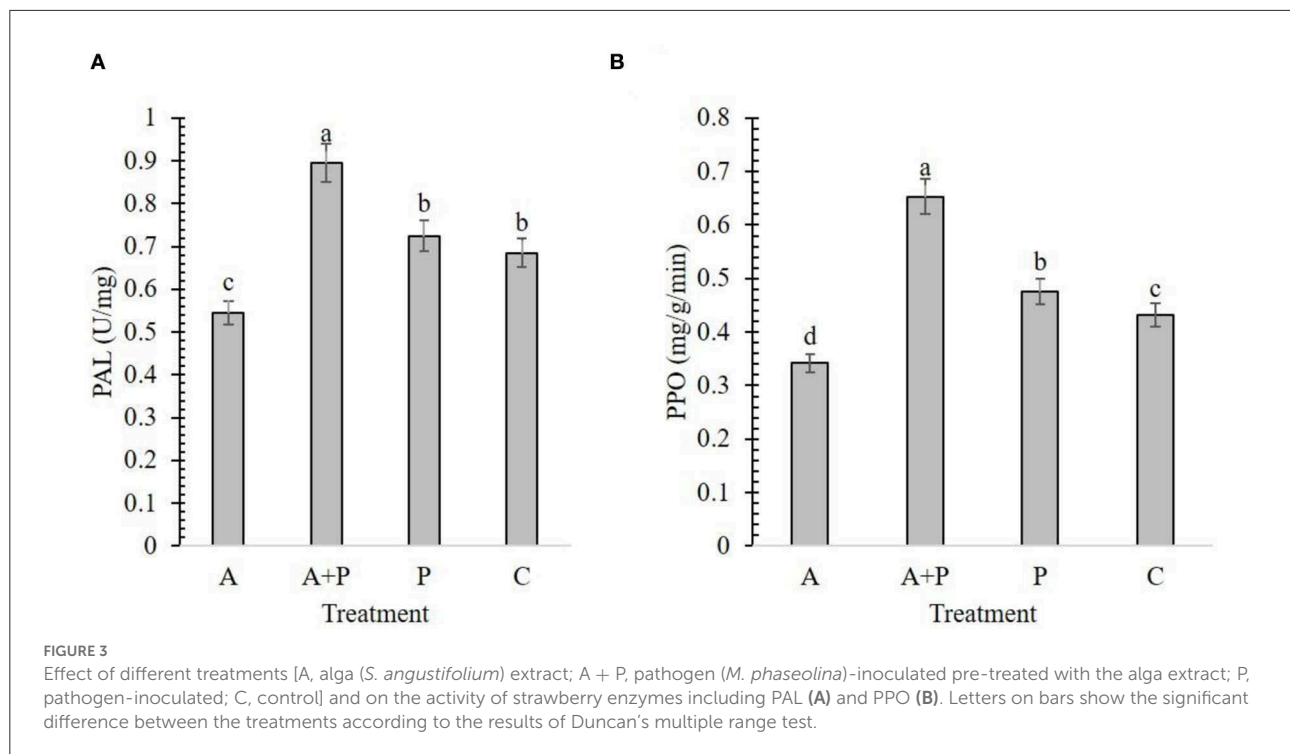 A
1
0.9
0.8
0.7
0.6
0.5
0.4
0.3
0.2
0.1
0
PAL (U/mg)
c
a
b
b
A A+P P C
Treatment
B
0.8
0.7
0.6
0.5
0.4
0.3
0.2
0.1
0
PPO (mg/g/min)
d
a
b
c
A A+P P C
Treatment
FIGURE 3
Effect of different treatments [A, alga (S. angustifolium) extract; A + P, pathogen (M. phaseolina)-inoculated pre-treated with the alga extract; P,
pathogen-inoculated; C, control] and on the activity of strawberry enzymes including PAL (A) and PPO (B). Letters on bars show the significant
difference between the treatments according to the results of Duncan's multiple range test.